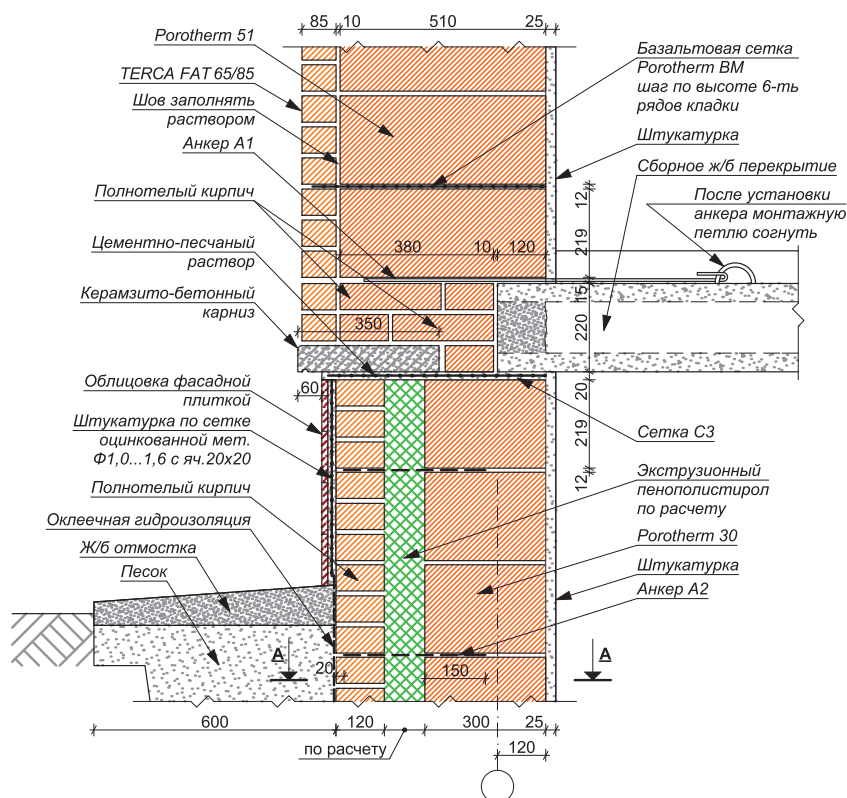 85
10
510
25
Porotherm 51
TERCA FAT 65/85
Шов заполнять
раствором
Анкер А1
Полнотелый кирпич
Цементно-песчаный
раствор
Керамзито-бетонный
карниз
Облицовка фасадной
плиткой
Штукатурка по сетке
оцинкованной мет.
Ф1,0...1,6 с яч.20х20
Полнотелый кирпич
Оклеечная гидроизоляция
Ж/б отмостка
Песок
Базальтовая сетка
Porotherm BM
шаг по высоте 6-ть
рядов кладки
Штукатурка
Сборное ж/б перекрытие
После установки
анкера монтажную
петлю согнуть
Сетка С3
Экструзионный
пенополистирол
по расчету
Porotherm 30
Штукатурка
Анкер А2
380
10
120
12
219
15
220
20
219
12
350
60
А
А
20
150
600
120
300
25
по расчету
120